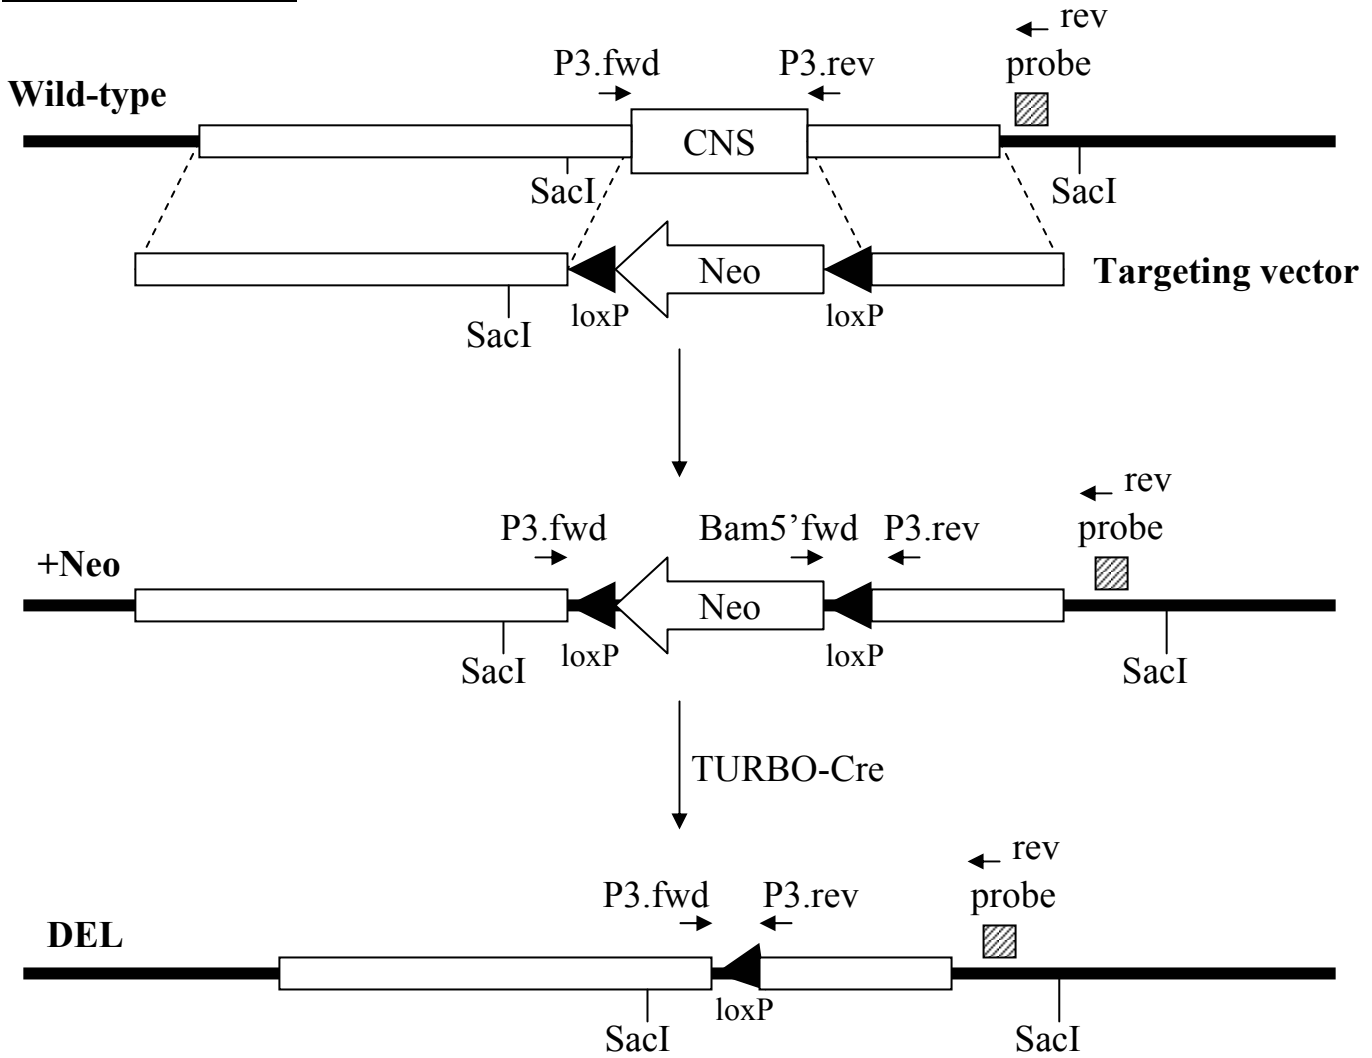 rev
P3.fwd
P3.rev
probe
Wild-type
CNS
SacI
SacI
Neo
Targeting vector
loxP
loxP
SacI
rev
P3.fwd
Bam5’fwd
P3.rev
probe
+Neo
Neo
SacI
loxP
loxP
SacI
TURBO-Cre
rev
P3.fwd
P3.rev
probe
DEL
loxP
SacI
SacI